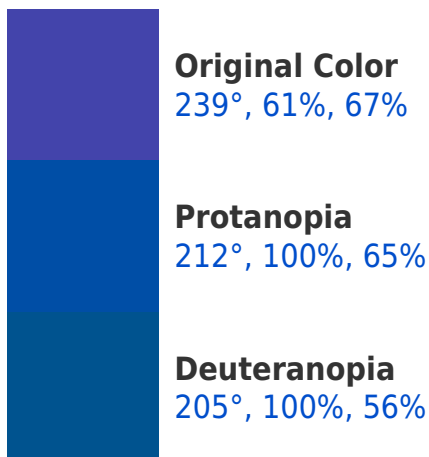 Original Color
239°, 61%, 67%
Protanopia
212°, 100%, 65%
Deuteranopia
205°, 100%, 56%